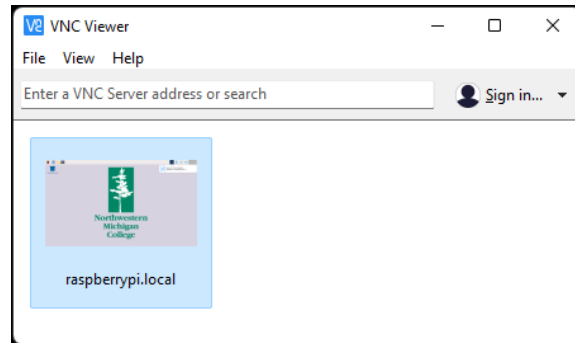 VNC Viewer
File View Help
Enter a VNC Server address or search
Sign in...
Northwestern
Michigan
College
raspberrypi.local